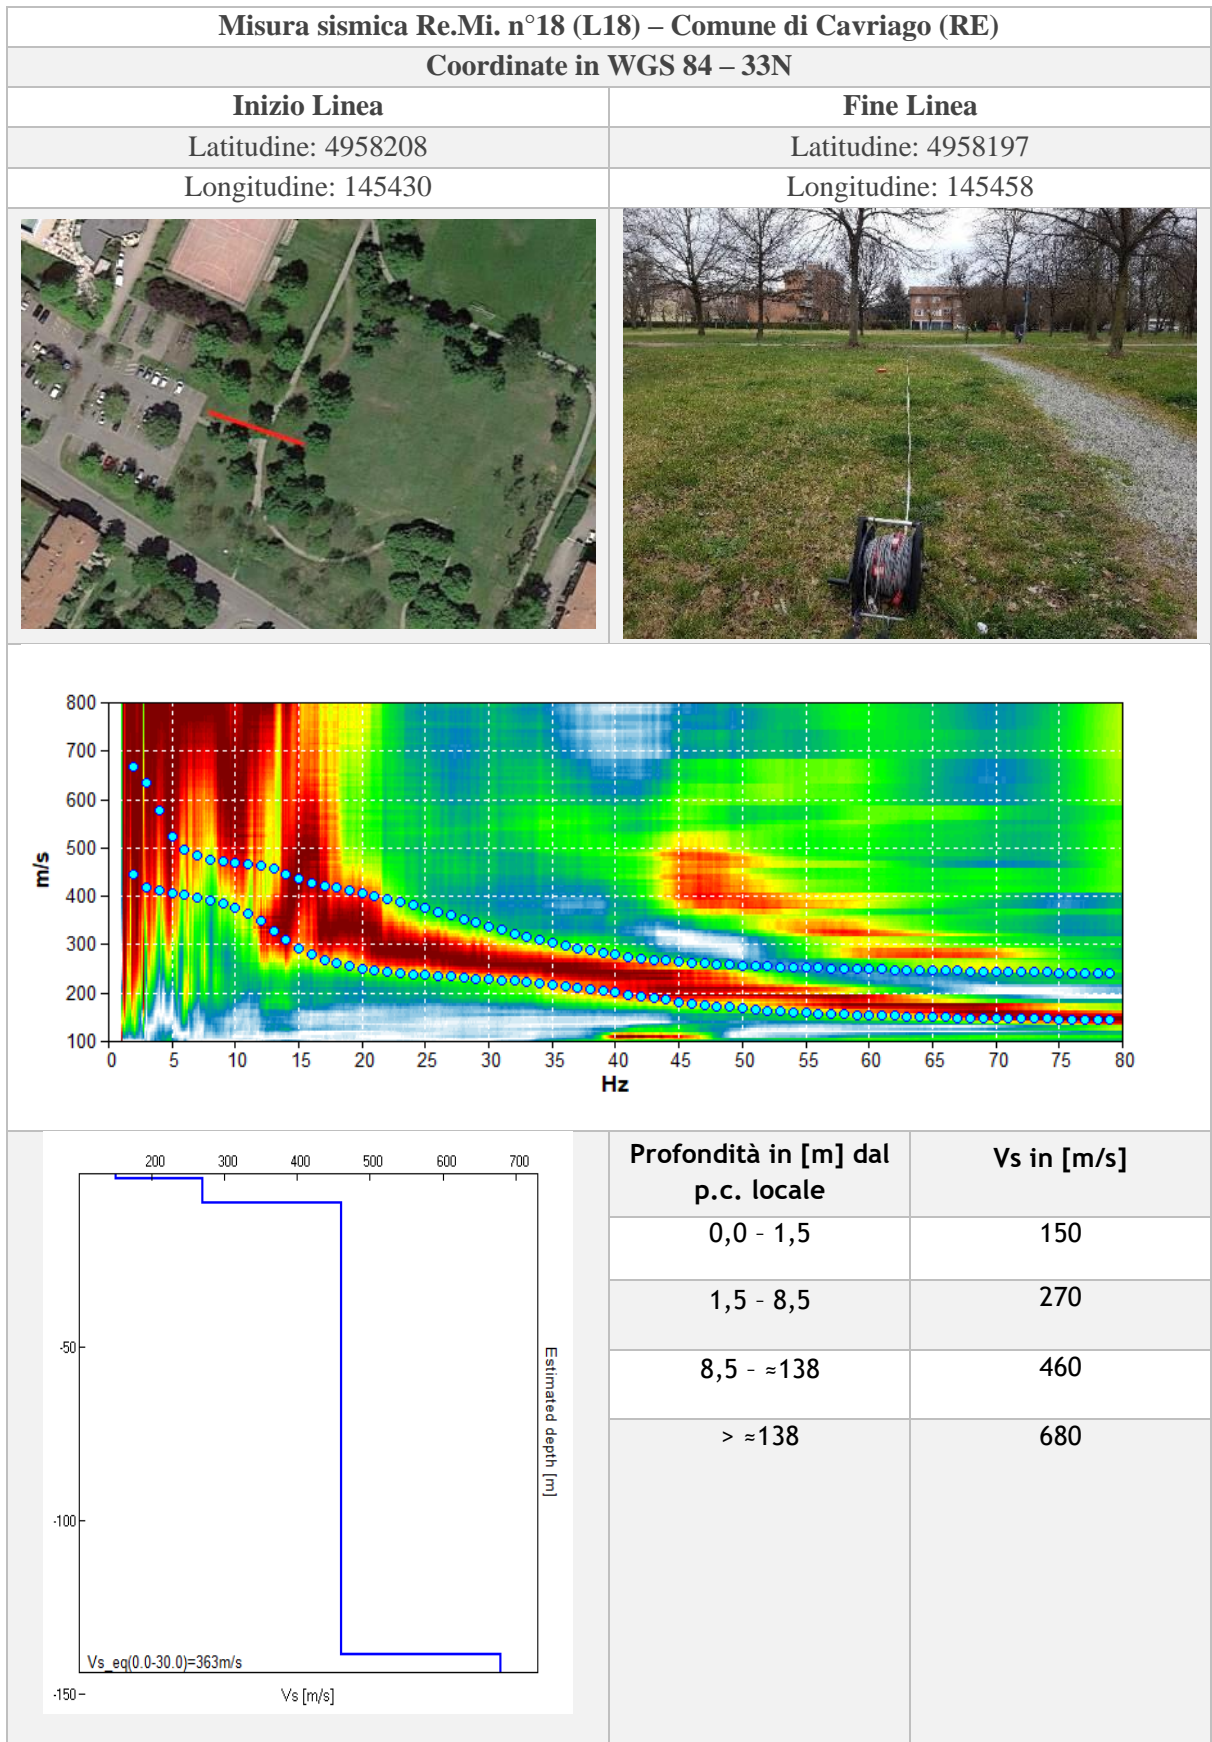 Misura sismica Re.Mi. n°18 (L18) – Comune di Cavriago (RE)
Coordinate in WGS 84 – 33N
Inizio Linea
Fine Linea
Latitudine: 4958208
Latitudine: 4958197
Longitudine: 145430
Longitudine: 145458
800
700
600
500
400
300
200
100
m/s
0 5 10 15 20 25 30 35 40 45 50 55 60 65 70 75 80
Hz
200 300 400 500 600 700
-50
-100
-150
Estimated depth [m]
Vs_eq(0.0-30.0)=363m/s
Vs [m/s]
Profondità in [m] dal
p.c. locale
Vs in [m/s]
0,0 – 1,5
150
1,5 – 8,5
270
8,5 – ≈138
460
> ≈138
680